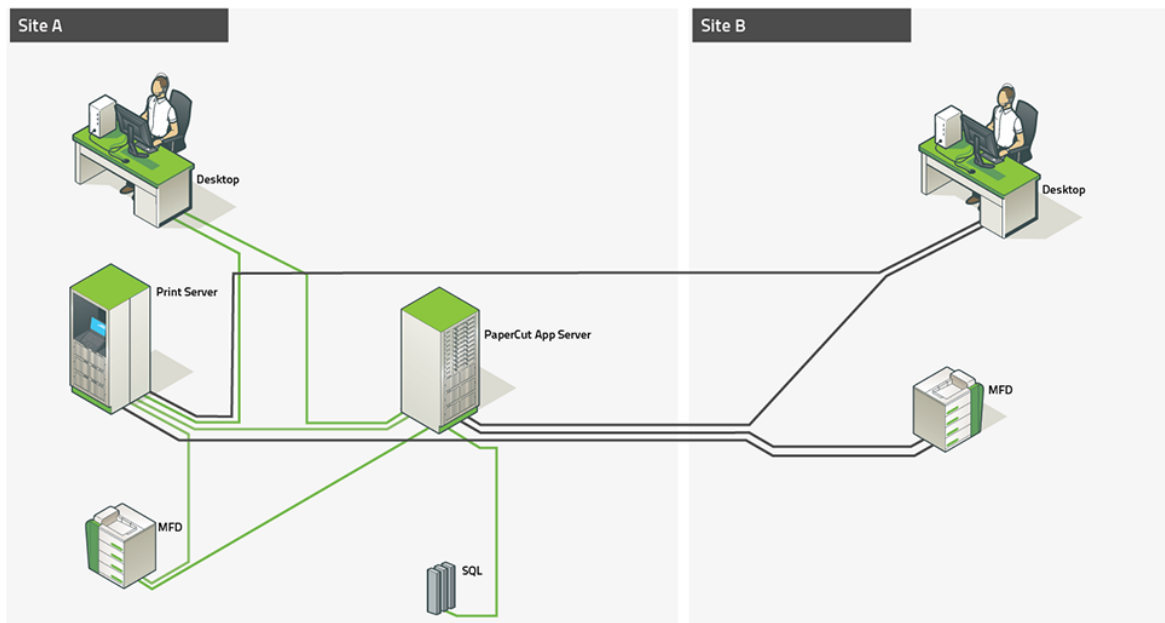 Site A
Site B
Desktop
Desktop
Print Server
PaperCut App Server
MFD
MFD
SQL